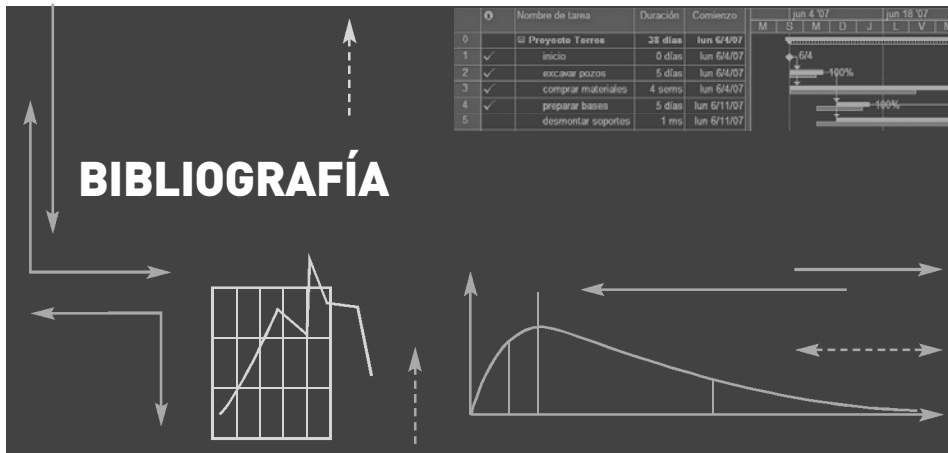 Nombre de tarea Duración Comienzo jun 4 '07 jun 18 '07
M S M D J L V M
0 Proyecto Torres 28 días lun 6/4/07
1 inicio 0 días lun 6/4/07 6/4
2 excavar pozos 5 días lun 6/4/07 100%
3 comprar materiales 4 sems lun 6/4/07
4 preparar bases 5 días lun 6/11/07 100%
5 desmontar soportes 1 ms lun 6/11/07
BIBLIOGRAFÍA